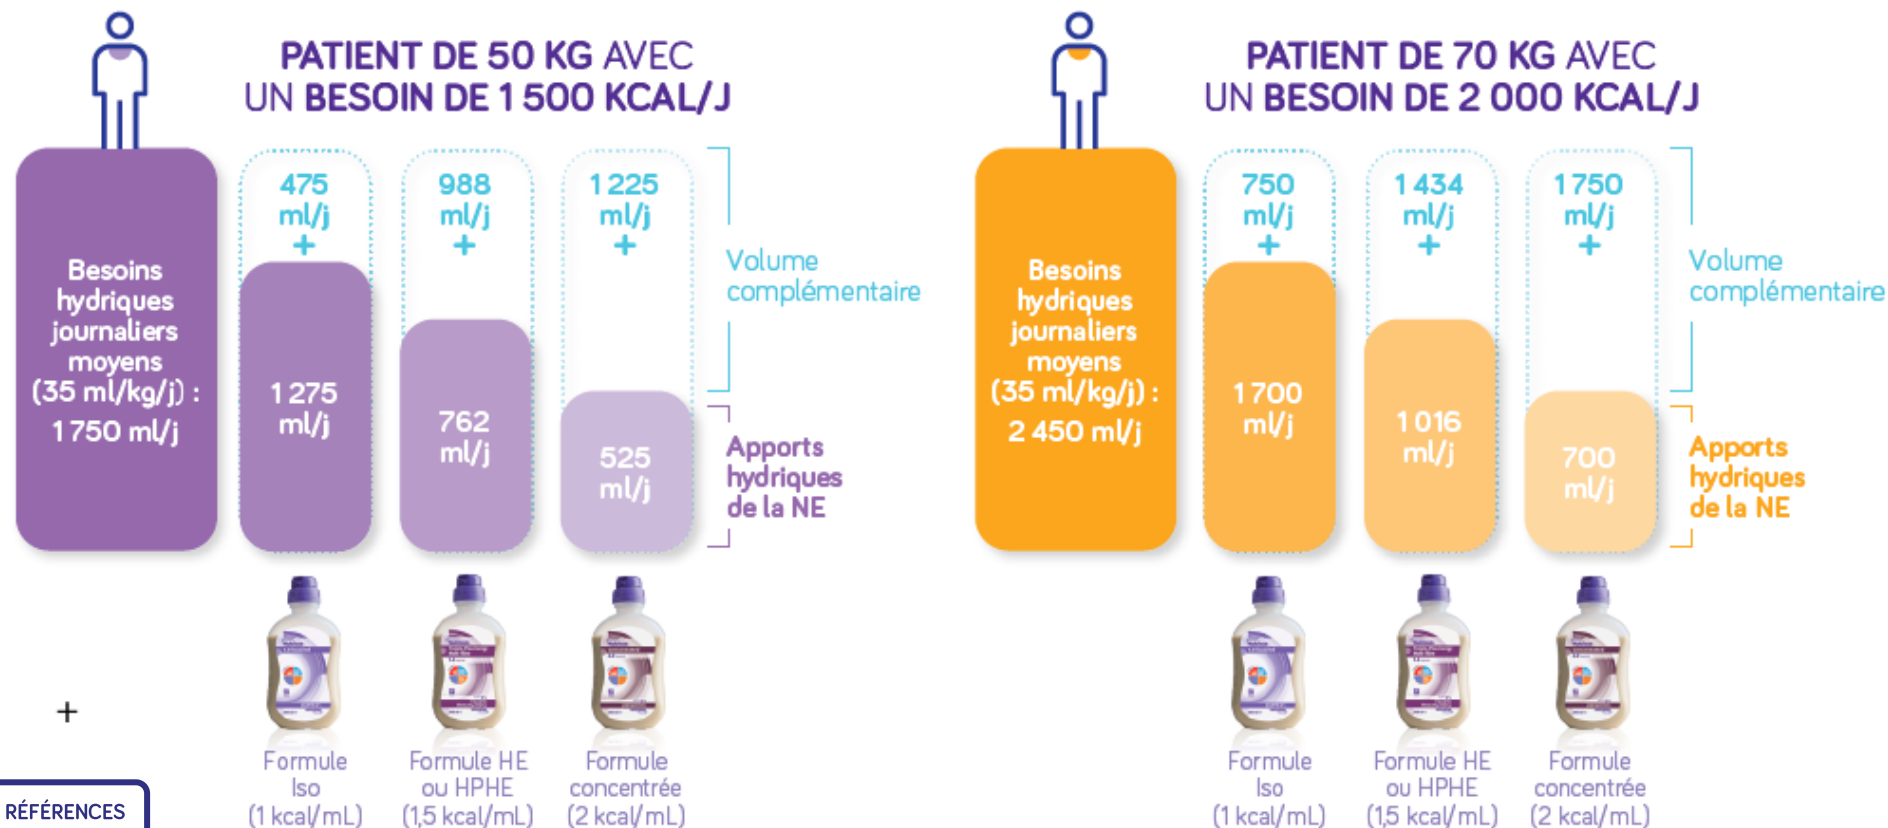 PATIENT DE 50 KG AVEC
UN BESOIN DE 1 500 KCAL/J
Besoins
hydriques
journaliers
moyens
(35 ml/kg/j) :
1 750 ml/j
475
ml/j
+
1 275
ml/j
988
ml/j
+
762
ml/j
1 225
ml/j
+
525
ml/j
Volume
complémentaire
Apports
hydriques
de la NE
Formule
Iso
(1 kcal/mL)
Formule HE
ou HPHE
(1,5 kcal/mL)
Formule
concentrée
(2 kcal/mL)
PATIENT DE 70 KG AVEC
UN BESOIN DE 2 000 KCAL/J
Besoins
hydriques
journaliers
moyens
(35 ml/kg/j) :
2 450 ml/j
750
ml/j
+
1 700
ml/j
1 434
ml/j
+
1 016
ml/j
1 750
ml/j
+
700
ml/j
Volume
complémentaire
Apports
hydriques
de la NE
Formule
Iso
(1 kcal/mL)
Formule HE
ou HPHE
(1,5 kcal/mL)
Formule
concentrée
(2 kcal/mL)
+
RÉFÉRENCES